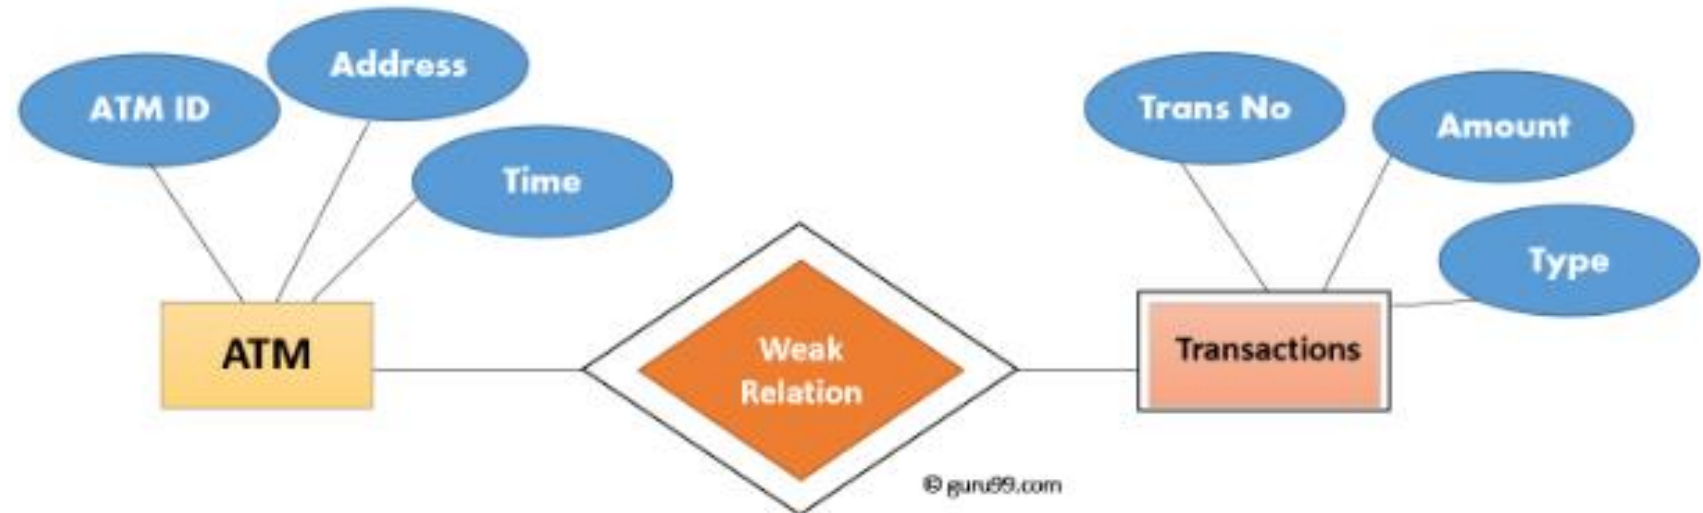 Address
ATM ID
Time
Trans No
Amount
Type
ATM
Weak
Relation
Transactions
© guru99.com